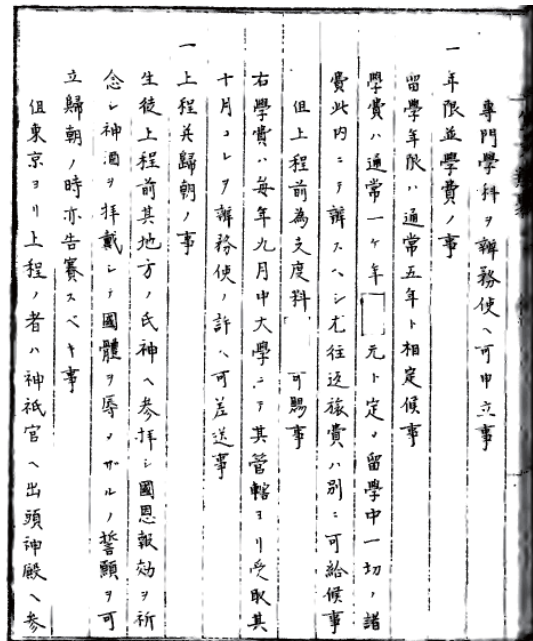 專門學科ヲ辨務使ヘ可申立事
一 年限並學費ノ事
留學年限ハ通常五年ト相定候事
學費ハ通常一ケ年 元ト定メ留學中一切ノ諸
費此内ニテ辨スヘシ尤往返旅費ハ別ニ可給候事
但上程前為支度料 可賜事
右學費ハ每年九月中大學ニテ其管轄ヨリ受取其
十月コレヲ辨務使ノ許ヘ可差送事
一 上程并歸朝ノ事
生徒上程前其地方ノ氏神ヘ參拜シ國恩報効ヲ祈
念シ神酒ヲ拝戴シテ國體ヲ辱メザルノ誓願ヲ可
立歸朝ノ時亦告賽スベキ事
但東京ヨリ上程ノ者ハ神祇官ヘ出頭神殿ヘ參